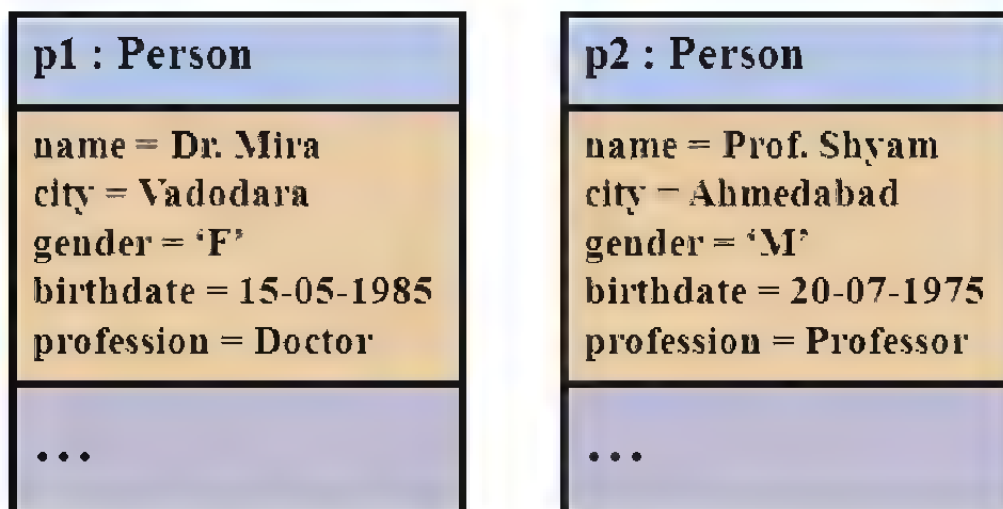 p1 : Person
name = Dr. Mira
city = Vadodara
gender = ‘F’
birthdate = 15-05-1985
profession = Doctor
...
p2 : Person
name = Prof. Shyam
city = Ahmedabad
gender = ‘M’
birthdate = 20-07-1975
profession = Professor
...